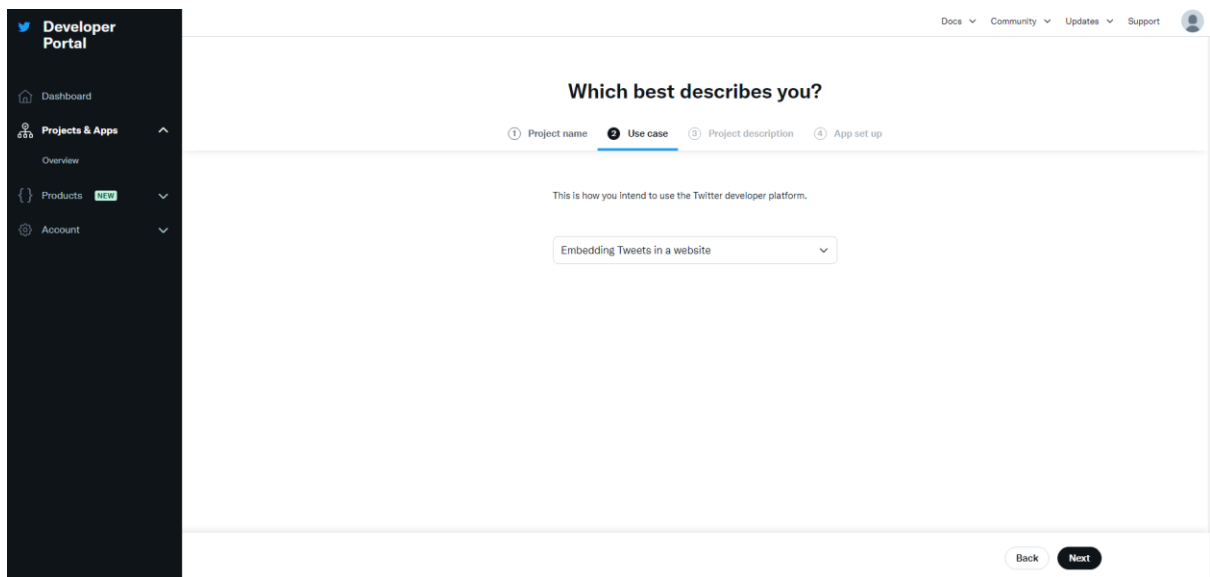 Developer
Portal
Docs
Community
Updates
Support
Dashboard
Projects & Apps
Overview
Products NEW
Account
Which best describes you?
1 Project name 2 Use case 3 Project description 4 App set up
This is how you intend to use the Twitter developer platform.
Embedding Tweets in a website
Back Next